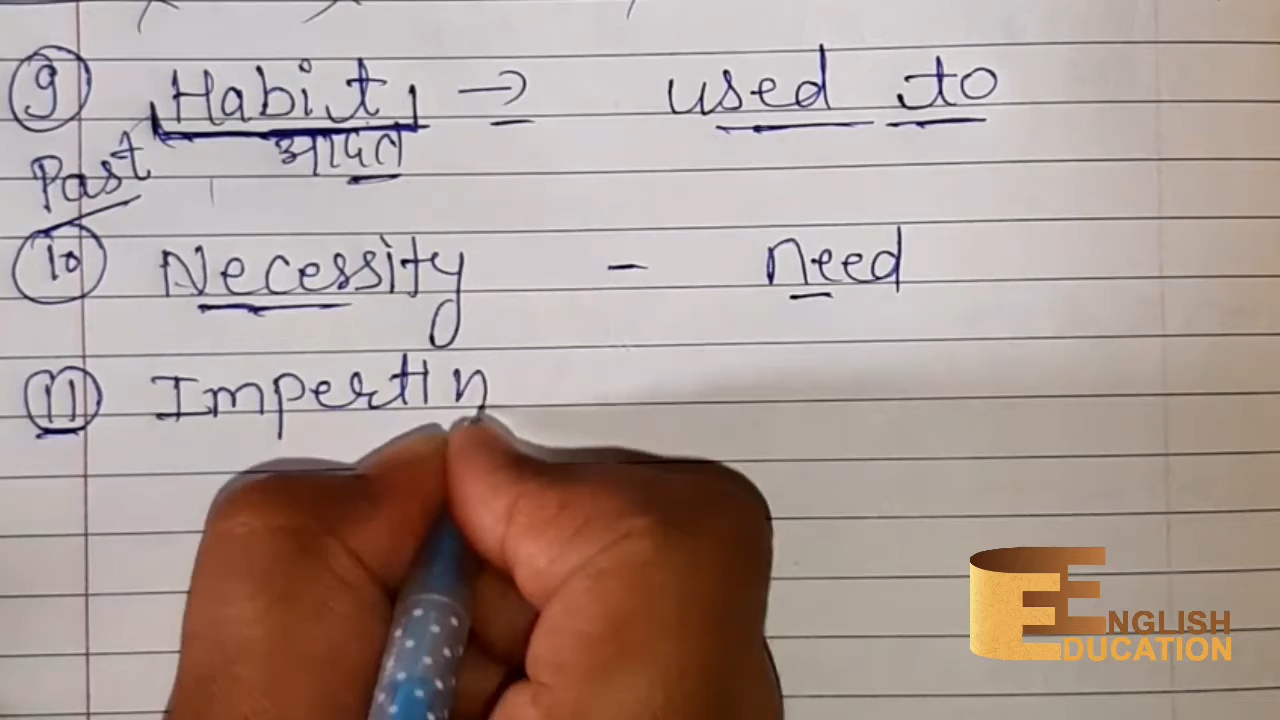 9 Habit → used to
आदत
Past
10 Necessity - need
11 Impertin
ENGLISH
EDUCATION